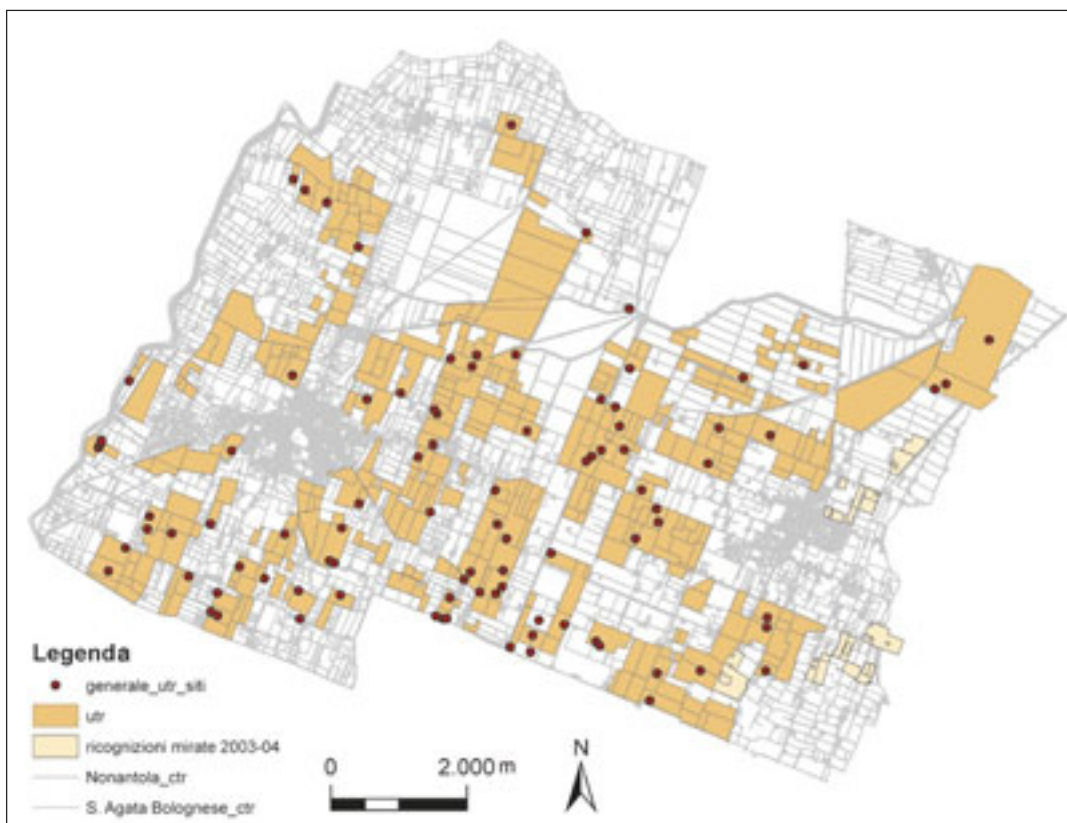 Legenda
generale_utr_siti
utr
ricognizioni mirate 2003-04
Nonantola_ctr
S. Agata Bolognese_ctr
0 2.000 m
N